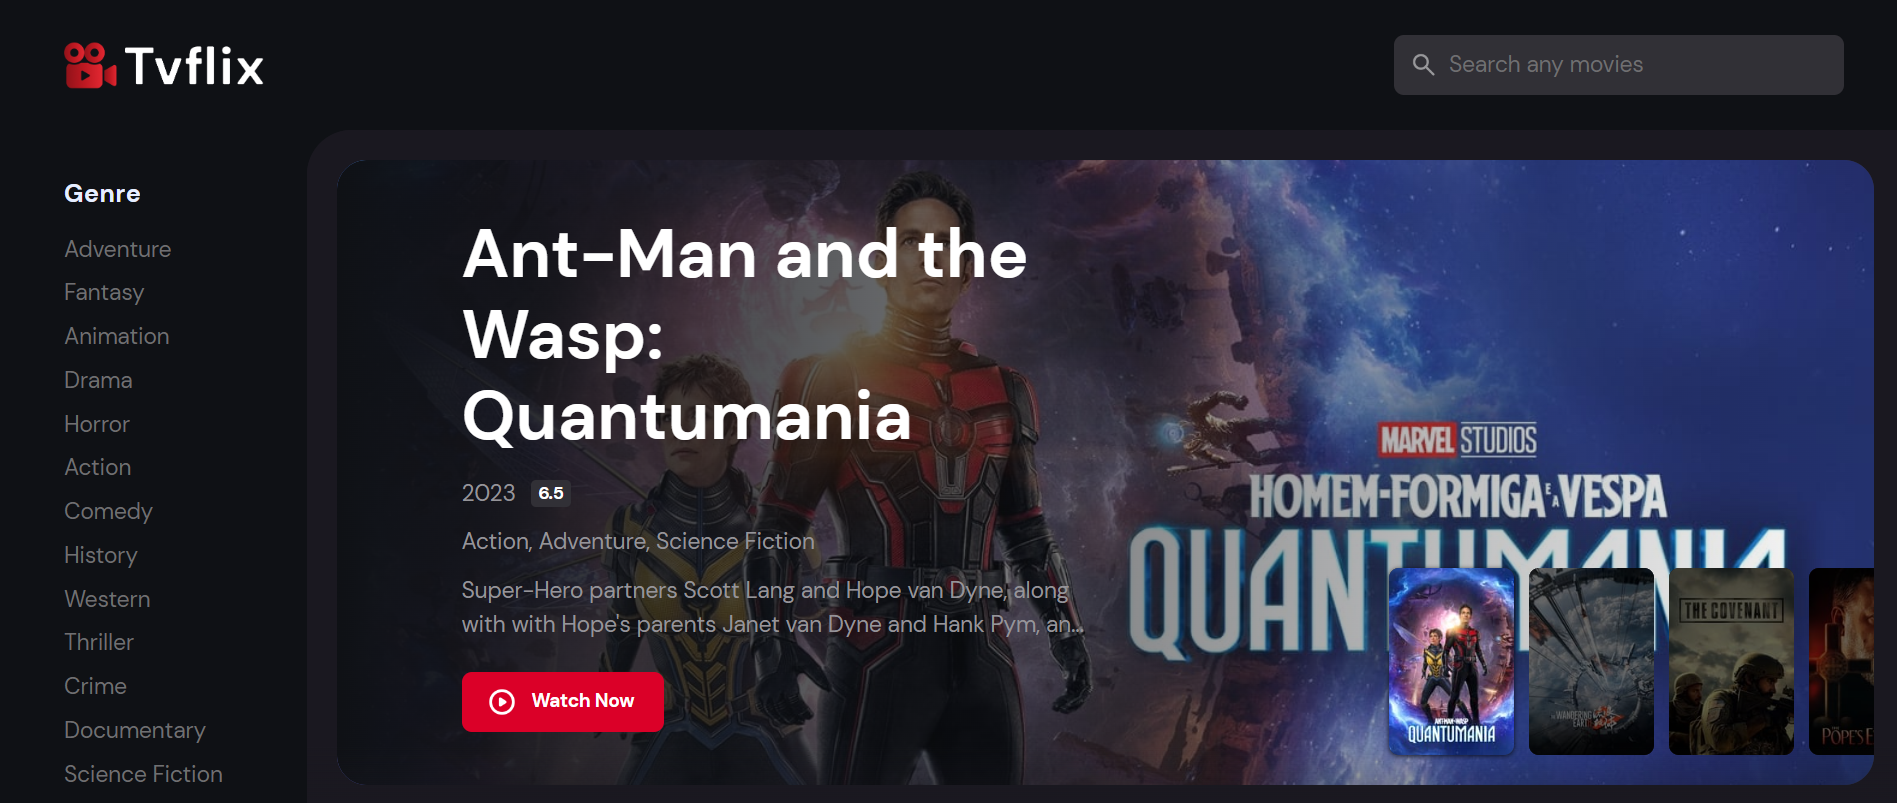 Tvflix
Search any movies
Genre
Adventure
Fantasy
Animation
Drama
Horror
Action
Comedy
History
Western
Thriller
Crime
Documentary
Science Fiction
Ant-Man and the
Wasp:
Quantumania
2023 6.5
Action, Adventure, Science Fiction
Super-Hero partners Scott Lang and Hope van Dyne, along
with with Hope's parents Janet van Dyne and Hank Pym, an...
Watch Now
MARVEL STUDIOS
HOMEM-FORMIGA E A VESPA
QUANTUMANIA
ANT-MAN AND THE WASP
QUANTUMANIA
THE WANDERING
EARTH
THE COVENANT
THE
POPE'S E